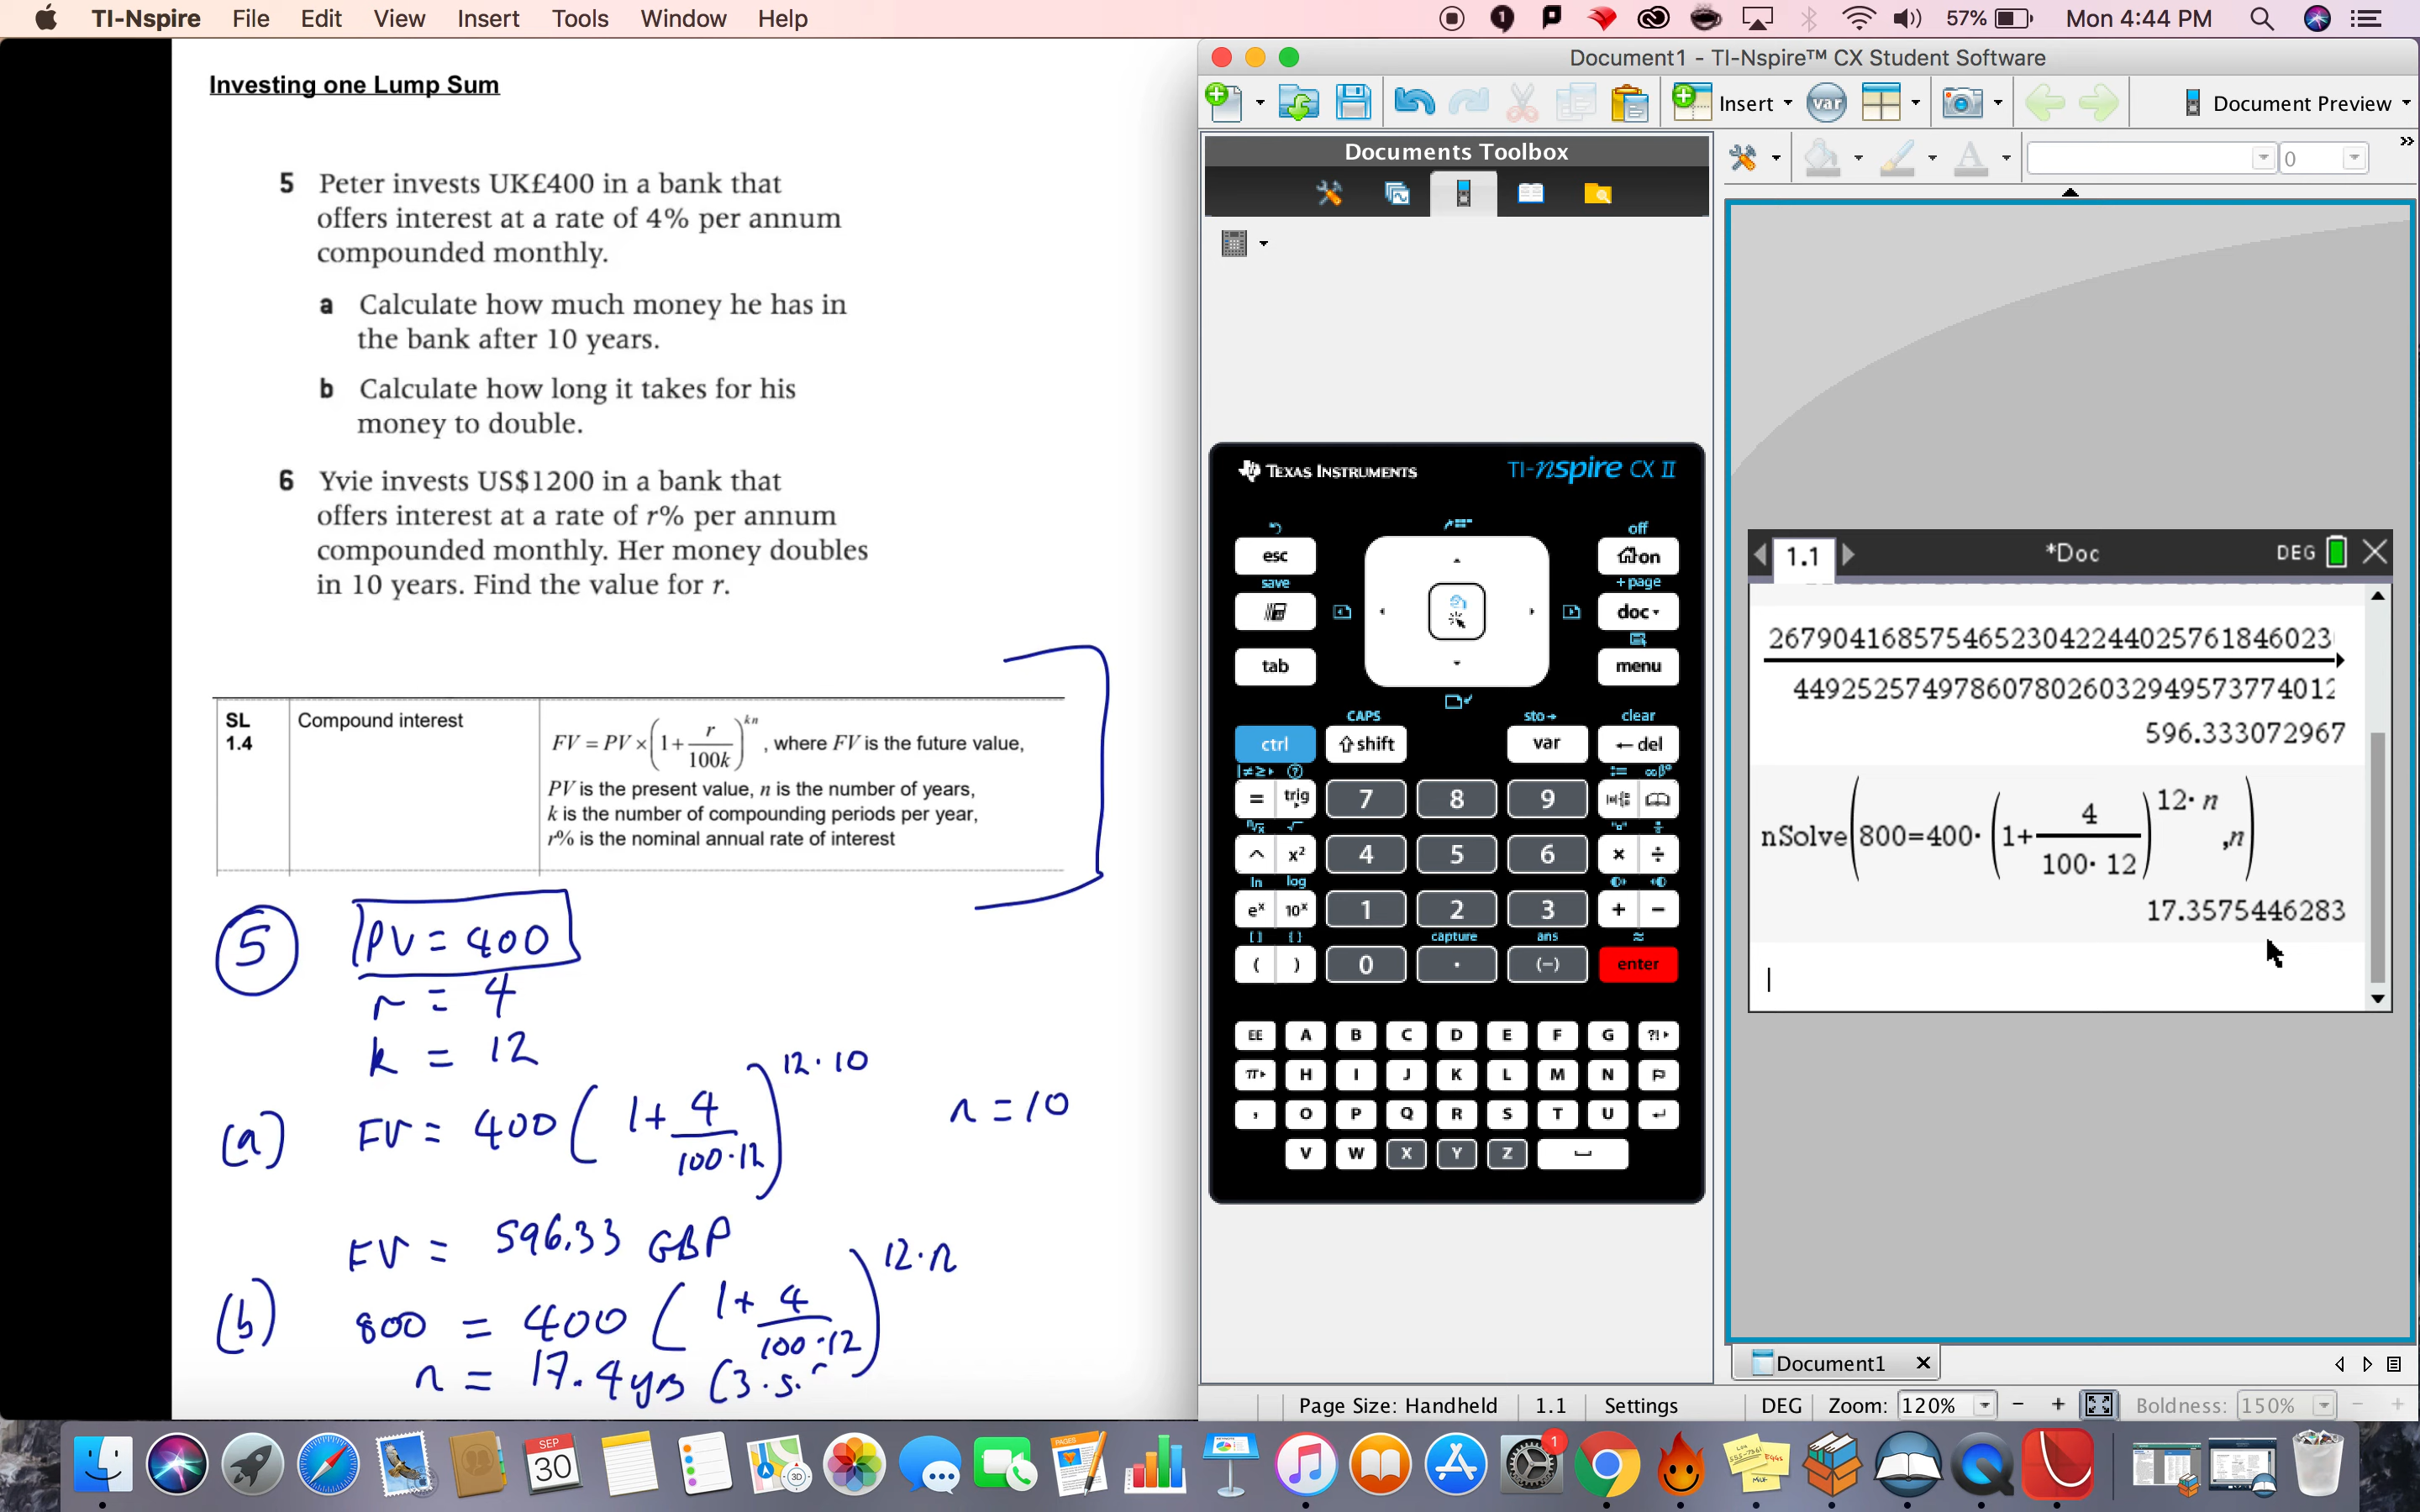 TI-Nspire File Edit View Insert Tools Window Help
57% Mon 4:44 PM
Investing one Lump Sum
5 Peter invests UK£400 in a bank that
offers interest at a rate of 4% per annum
compounded monthly.
a Calculate how much money he has in
the bank after 10 years.
b Calculate how long it takes for his
money to double.
6 Yvie invests US$1200 in a bank that
offers interest at a rate of r% per annum
compounded monthly. Her money doubles
in 10 years. Find the value for r.
SL 1.4
Compound interest
FV = PV × (1 + r/100k)^kn, where FV is the future value,
PV is the present value, n is the number of years,
k is the number of compounding periods per year,
r% is the nominal annual rate of interest
5 PV = 400
r = 4
k = 12
(a) FV = 400 (1 + 4/100·12)^12·10 n = 10
FV = 596.33 GBP
(b) 800 = 400 (1 + 4/100·12)^12·n
n = 17.4 yrs (3.s.
Document1 - TI-Nspire™ CX Student Software
Insert var Document Preview
Documents Toolbox
0
TEXAS INSTRUMENTS TI-nspire CX II
off
esc on
save + page
doc
tab menu
CAPS sto→ clear
ctrl shift var ← del
= trig 7 8 9
^ x² 4 5 6 × ÷
ln log
eˣ 10ˣ 1 2 3 + −
capture ans ≈
( ) 0 . (−) enter
EE A B C D E F G ?!
π H I J K L M N
, O P Q R S T U
V W X Y Z
1.1 *Doc DEG
26790416857546523042244025761846023
4492525749786078026032949573774012
596.333072967
nSolve(800=400·(1+4/100·12)^12·n,n)
17.3575446283
Document1
Page Size: Handheld 1.1 Settings DEG Zoom: 120% Boldness: 150%
SEP
30
PAGES
3D
1